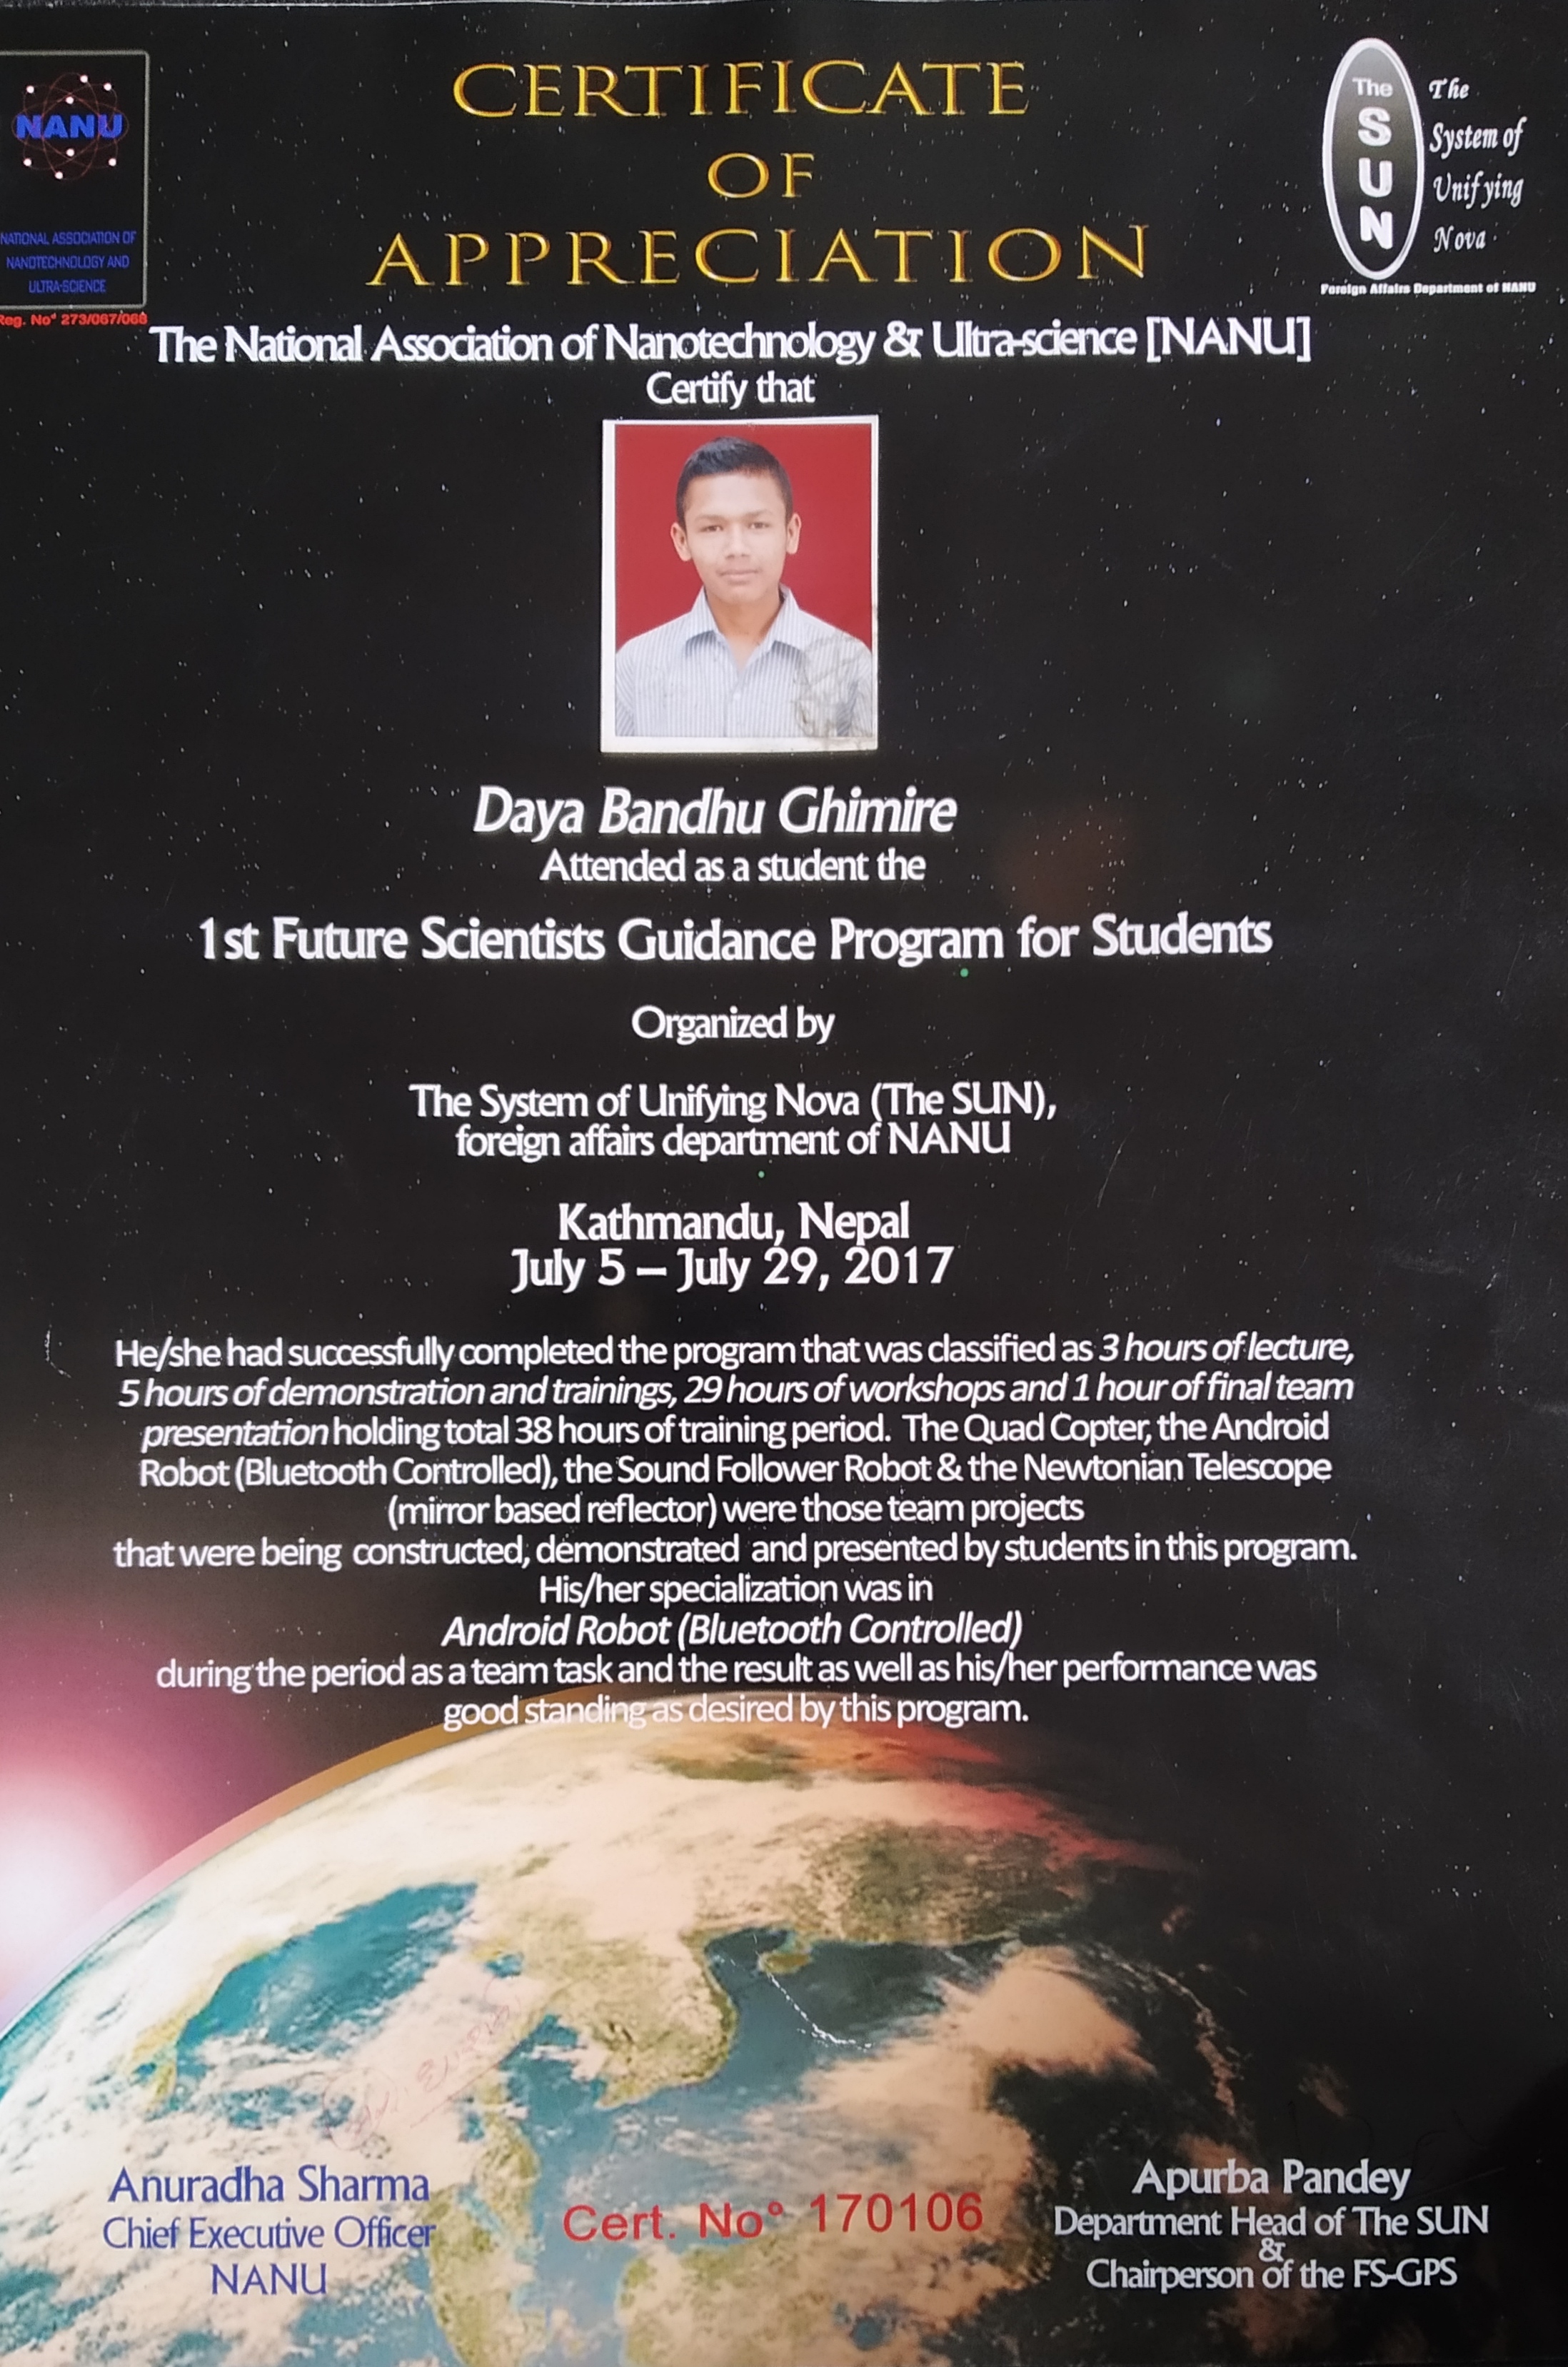 CERTIFICATE
OF
APPRECIATION
NANU
NATIONAL ASSOCIATION OF
NANOTECHNOLOGY AND
ULTRA-SCIENCE
Reg. No° 273/067/068
The
SUN
The
System of
Unifying
Nova
Foreign Affairs Department of NANU
The National Association of Nanotechnology & Ultra-science [NANU]
Certify that
Daya Bandhu Ghimire
Attended as a student the
1st Future Scientists Guidance Program for Students
Organized by
The System of Unifying Nova (The SUN),
foreign affairs department of NANU
Kathmandu, Nepal
July 5 – July 29, 2017
He/she had successfully completed the program that was classified as 3 hours of lecture,
5 hours of demonstration and trainings, 29 hours of workshops and 1 hour of final team
presentation holding total 38 hours of training period. The Quad Copter, the Android
Robot (Bluetooth Controlled), the Sound Follower Robot & the Newtonian Telescope
(mirror based reflector) were those team projects
that were being constructed, demonstrated and presented by students in this program.
His/her specialization was in
Android Robot (Bluetooth Controlled)
during the period as a team task and the result as well as his/her performance was
good standing as desired by this program.
Anuradha Sharma
Chief Executive Officer
NANU
Cert. No° 170106
Apurba Pandey
Department Head of The SUN
&
Chairperson of the FS-GPS